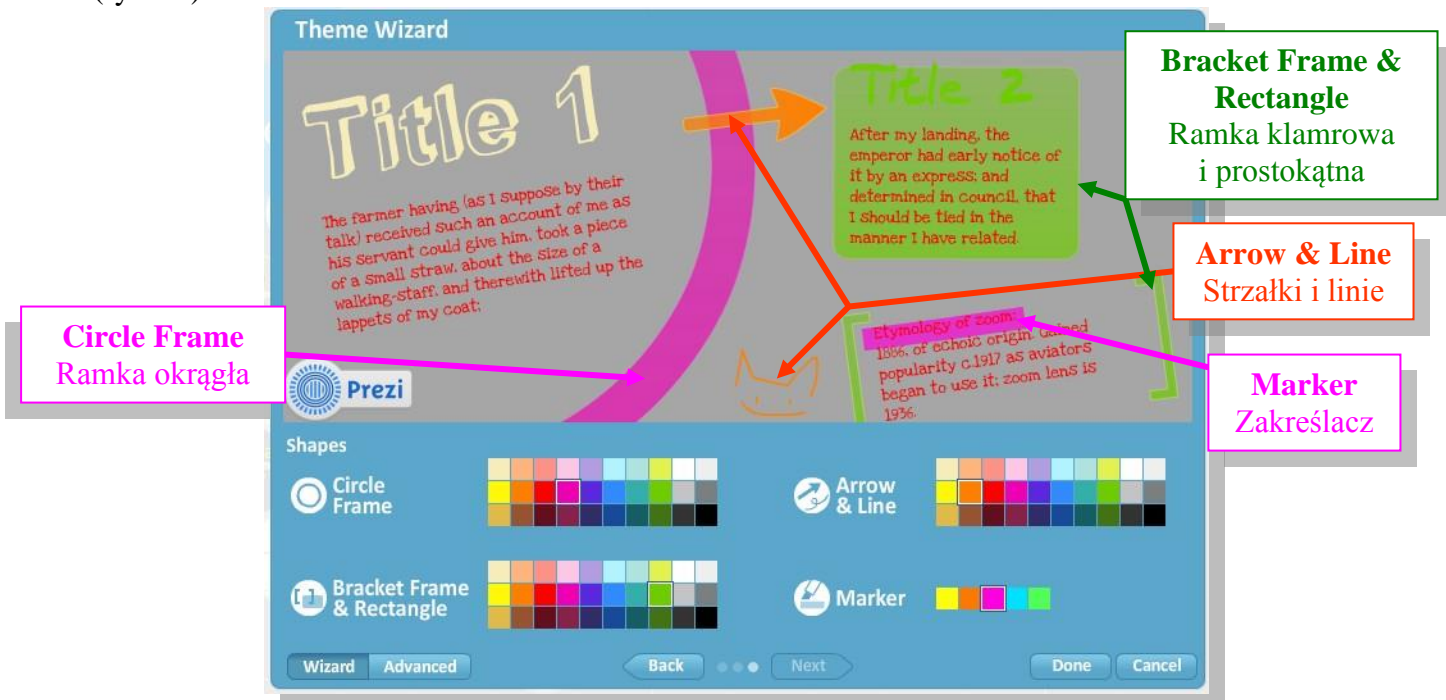 Theme Wizard
Title 1
The farmer having (as I suppose by their
talk) received such an account of me as
his servant could give him, took a piece
of a small straw, about the size of a
walking-staff, and therewith lifted up the
lappets of my coat;
Title 2
After my landing, the
emperor had early notice of
it by an express; and
determined in council, that
I should be tied in the
manner I have related.
Etymology of zoom:
1886, of echoic origin. Gained
popularity c.1917 as aviators
began to use it; zoom lens is
1936.
Prezi
Bracket Frame &
Rectangle
Ramka klamrowa
i prostokątna
Arrow & Line
Strzałki i linie
Circle Frame
Ramka okrągła
Marker
Zakreślacz
Shapes
Circle
Frame
Arrow
& Line
Bracket Frame
& Rectangle
Marker
Wizard
Advanced
Back
Next
Done
Cancel